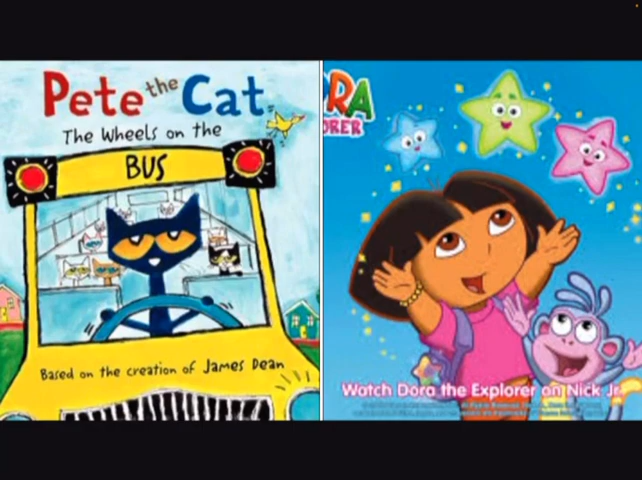 Pete the Cat
The Wheels on the
BUS
Based on the creation of James Dean
RA
RER
Watch Dora the Explorer on Nick Jr.